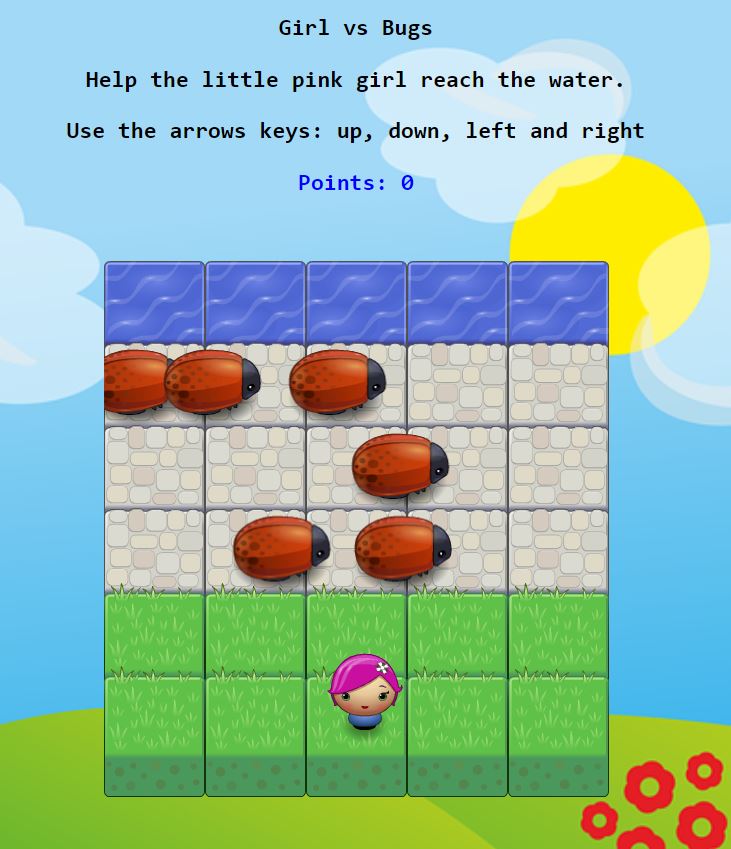 Girl vs Bugs
Help the little pink girl reach the water.
Use the arrows keys: up, down, left and right
Points: 0